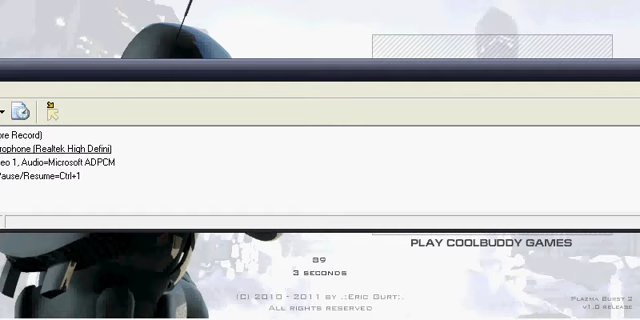 ore Record)
rophone (Realtek High Defini)
eo 1, Audio=Microsoft ADPCM
Pause/Resume=Ctrl+1
PLAY COOLBUDDY GAMES
89
3 SECONDS
(C) 2010 - 2011 BY .:ERIC GURT:.
ALL RIGHTS RESERVED
PLAZMA BURST 2
V1.0 RELEASE